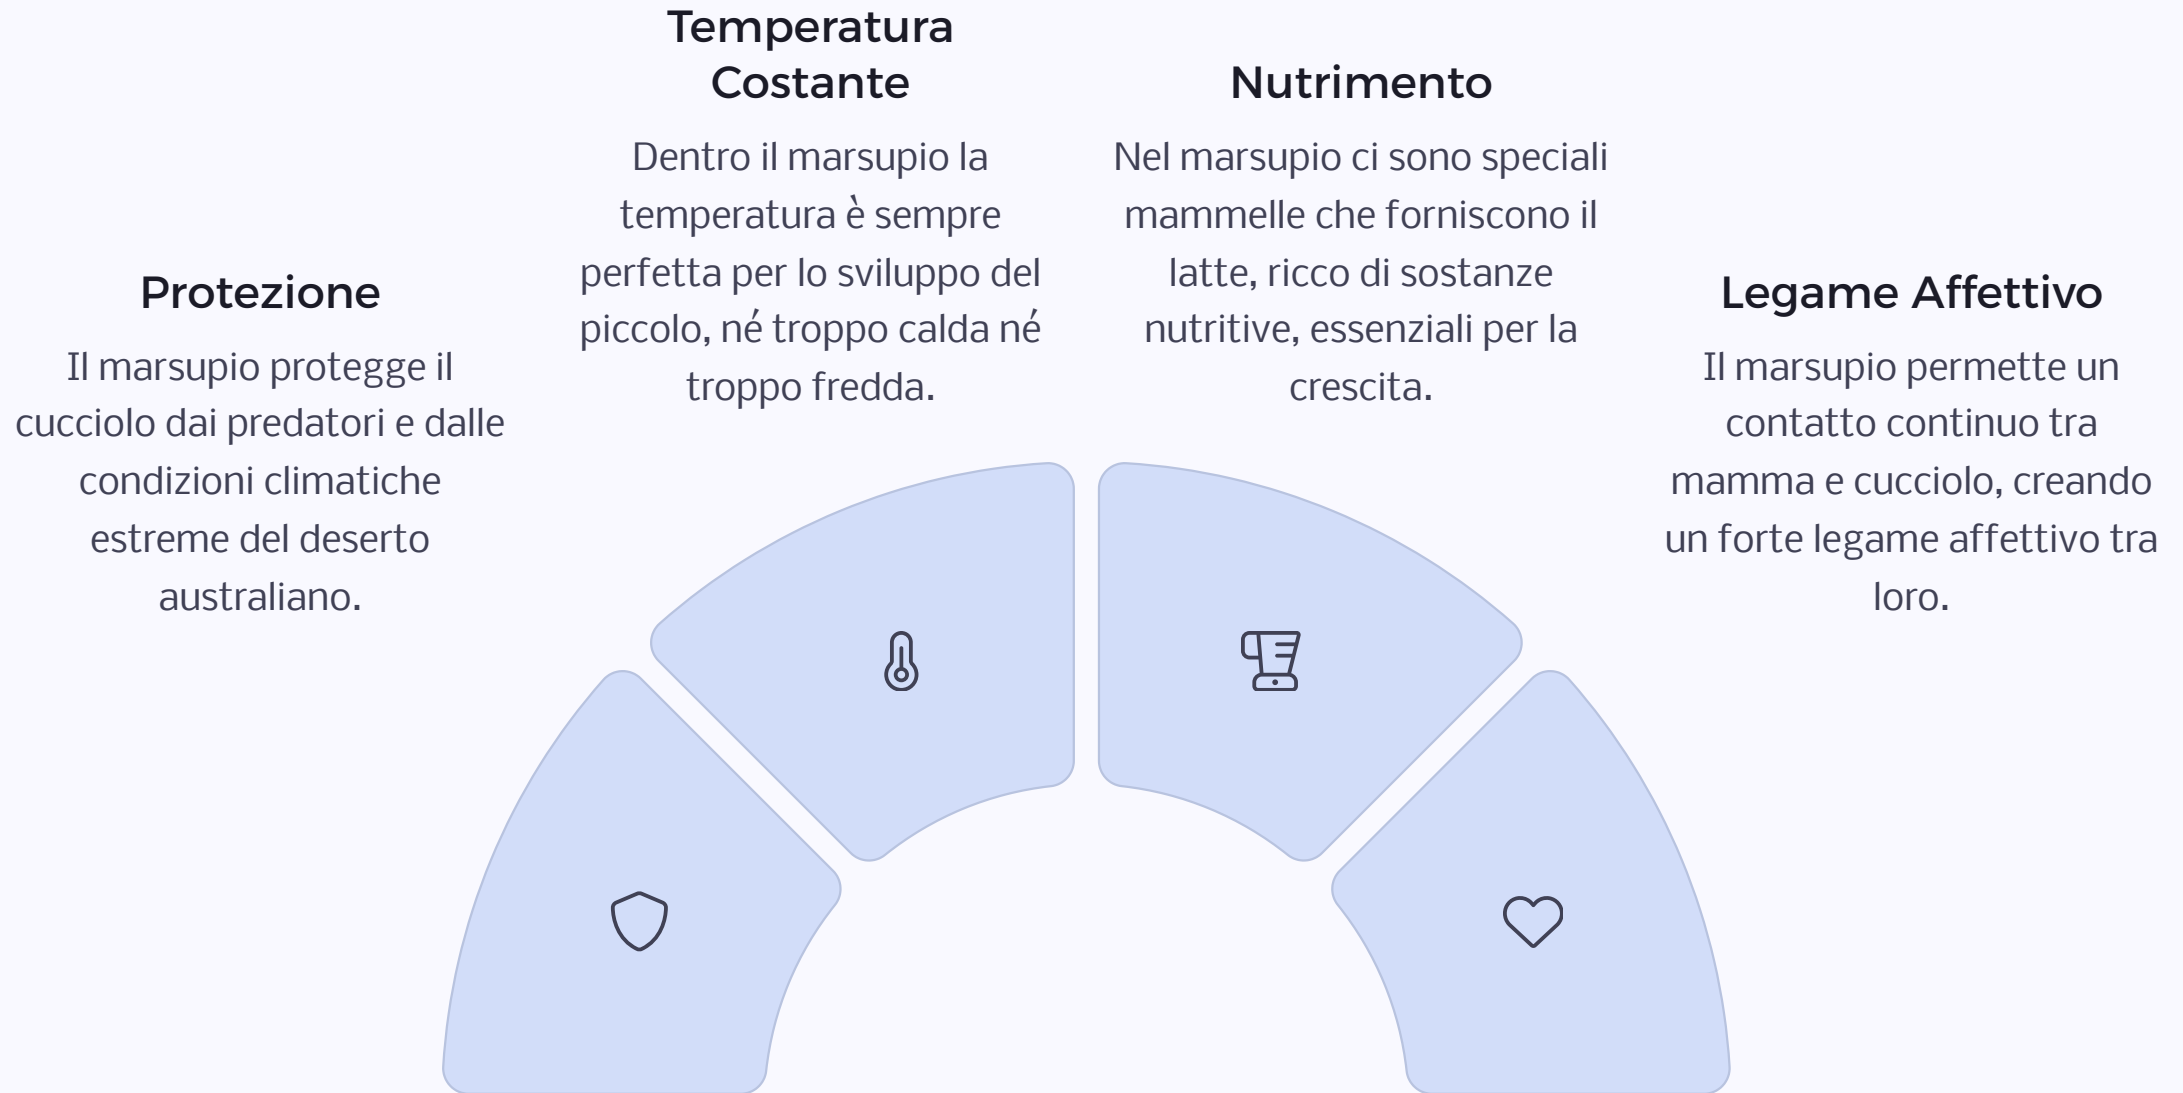 Protezione
Il marsupio protegge il
cucciolo dai predatori e dalle
condizioni climatiche
estreme del deserto
australiano.
Temperatura
Costante
Dentro il marsupio la
temperatura è sempre
perfetta per lo sviluppo del
piccolo, né troppo calda né
troppo fredda.
Nutrimento
Nel marsupio ci sono speciali
mammelle che forniscono il
latte, ricco di sostanze
nutritive, essenziali per la
crescita.
Legame Affettivo
Il marsupio permette un
contatto continuo tra
mamma e cucciolo, creando
un forte legame affettivo tra
loro.